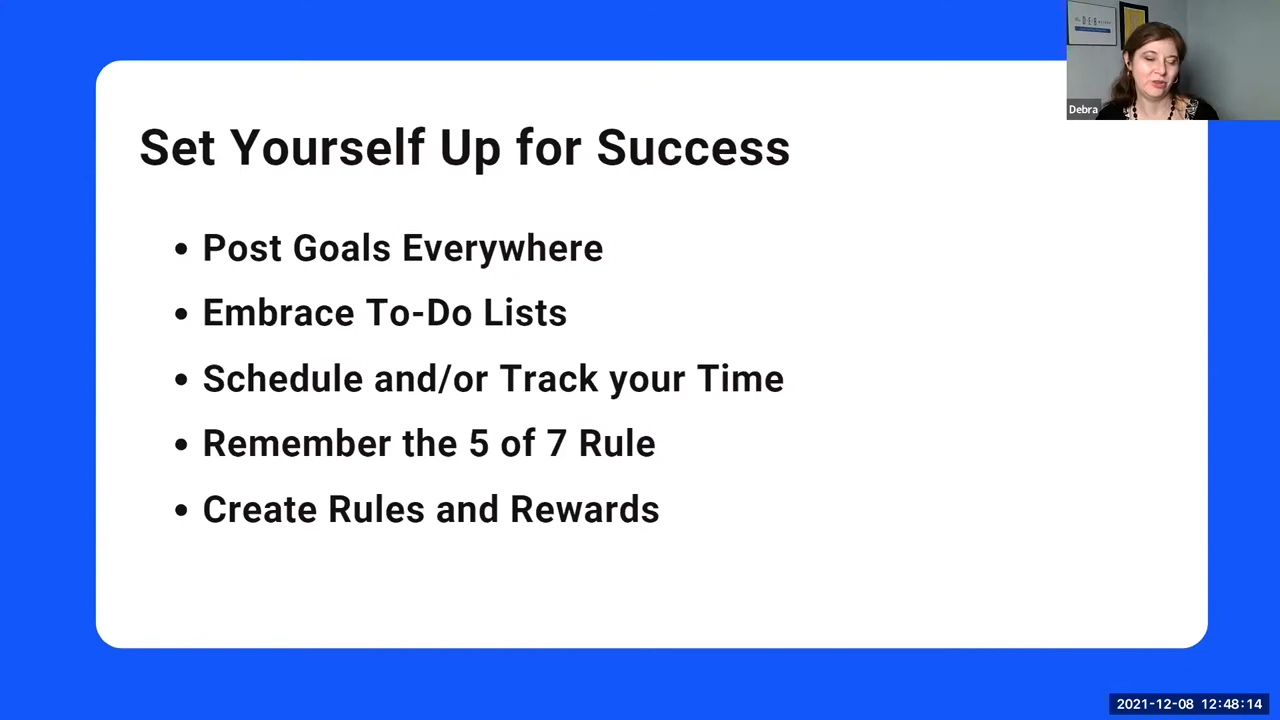 Set Yourself Up for Success
• Post Goals Everywhere
• Embrace To-Do Lists
• Schedule and/or Track your Time
• Remember the 5 of 7 Rule
• Create Rules and Rewards
DEB
Debra
2021-12-08 12:48:14